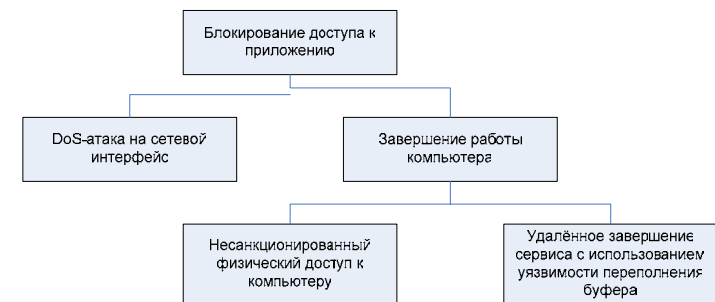 Блокирование доступа к
приложению
DoS-атака на сетевой
интерфейс
Завершение работы
компьютера
Несанкционированный
физический доступ к
компьютеру
Удалённое завершение
сервиса с использованием
уязвимости переполнения
буфера